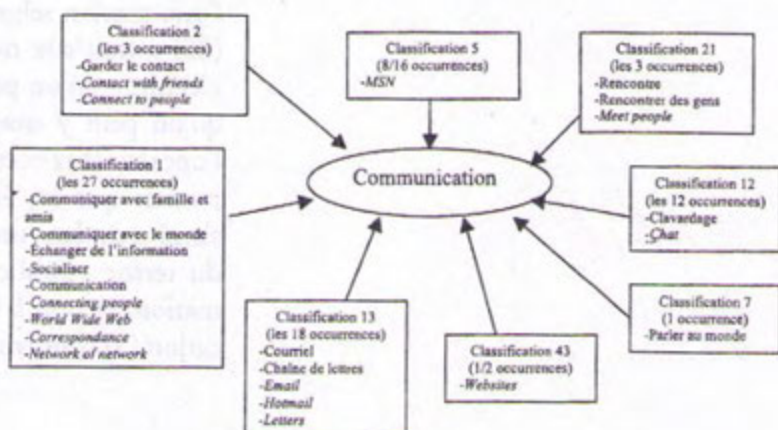 Classification 2
(les 3 occurrences)
-Garder le contact
-Contact with friends
-Connect to people
Classification 5
(8/16 occurrences)
-MSN
Classification 21
(les 3 occurrences)
-Rencontre
-Rencontrer des gens
-Meet people
Communication
Classification 1
(les 27 occurrences)
-Communiquer avec famille et
amis
-Communiquer avec le monde
-Échanger de l'information
-Socialiser
-Communication
-Connecting people
-World Wide Web
-Correspondance
-Network of network
Classification 12
(les 12 occurrences)
-Clavardage
-Chat
Classification 7
(1 occurrence)
-Parler au monde
Classification 13
(les 18 occurrences)
-Courriel
-Chaîne de lettres
-Email
-Hotmail
-Letters
Classification 43
(1/2 occurrences)
-Websites